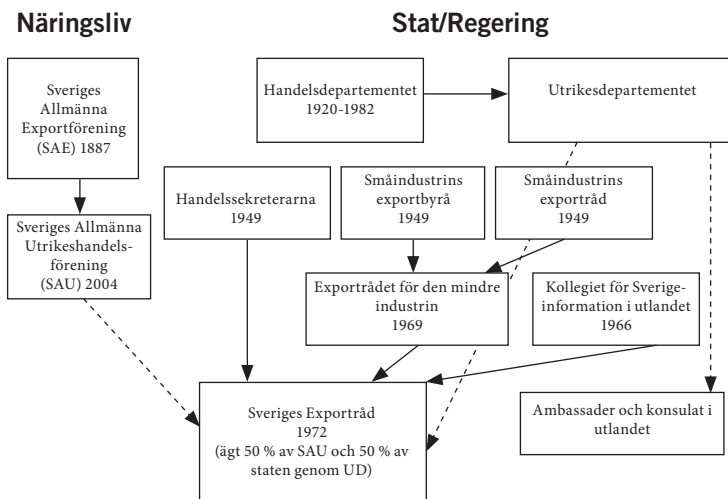 Näringsliv
Stat/Regering
Sveriges
Allmänna
Exportförening
(SAE) 1887
Handelsdepartementet
1920-1982
Utrikesdepartementet
Handelssekreterarna
1949
Småindustrins
exportbyrå
1949
Småindustrins
exportråd
1949
Sveriges Allmänna
Utrikeshandels-
förening
(SAU) 2004
Exportrådet för den mindre
industrin
1969
Kollegiet för Sverige-
information i utlandet
1966
Sveriges Exportråd
1972
(ägt 50 % av SAU och 50 % av
staten genom UD)
Ambassader och konsulat i
utlandet